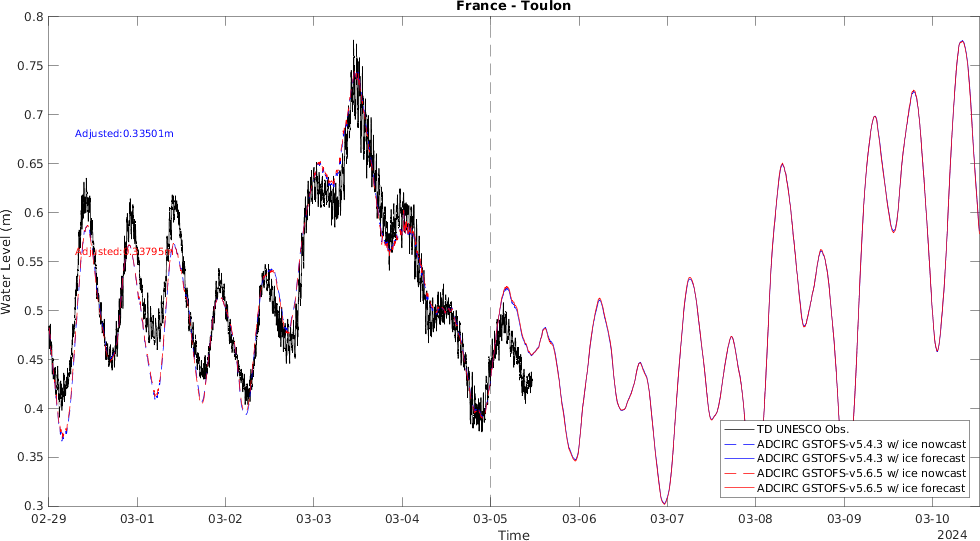 France - Toulon
0.8
0.75
0.7
0.65
0.6
0.55
0.5
0.45
0.4
0.35
0.3
Water Level (m)
Adjusted:0.33501m
Adjusted:0.33795m
TD UNESCO Obs.
ADCIRC GSTOFS-v5.4.3 w/ ice nowcast
ADCIRC GSTOFS-v5.4.3 w/ ice forecast
ADCIRC GSTOFS-v5.6.5 w/ ice nowcast
ADCIRC GSTOFS-v5.6.5 w/ ice forecast
02-29 03-01 03-02 03-03 03-04 03-05 03-06 03-07 03-08 03-09 03-10
Time
2024